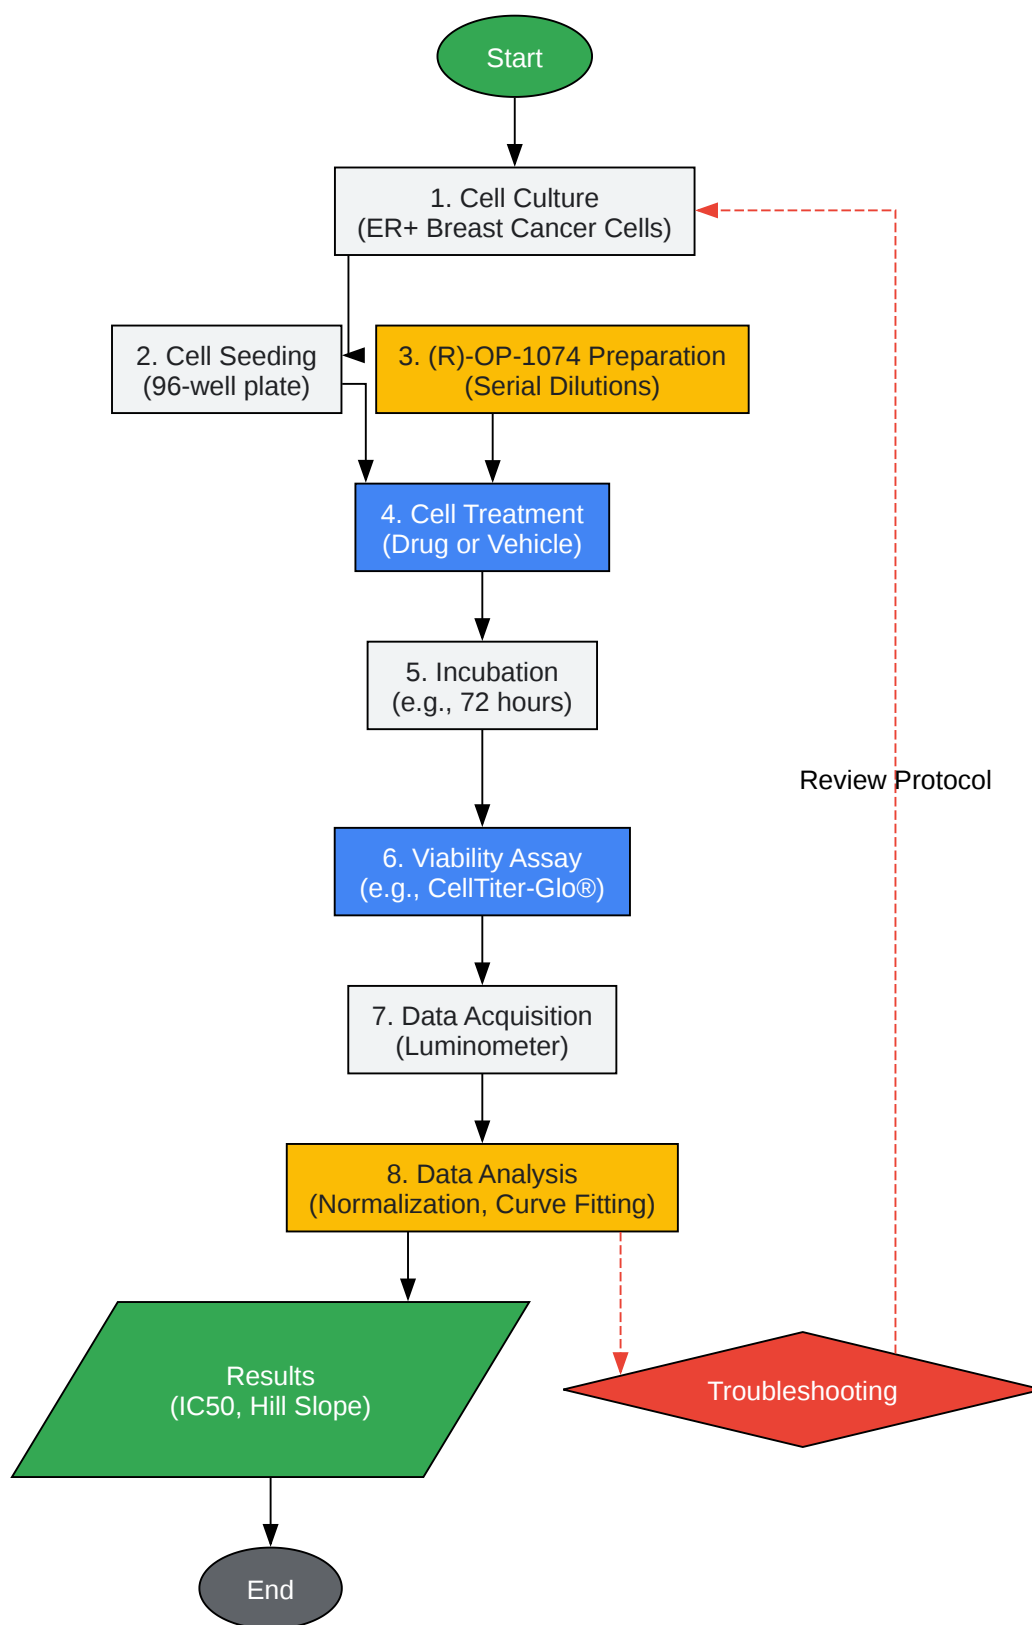 Start
1. Cell Culture
(ER+ Breast Cancer Cells)
2. Cell Seeding
(96-well plate)
3. (R)-OP-1074 Preparation
(Serial Dilutions)
4. Cell Treatment
(Drug or Vehicle)
5. Incubation
(e.g., 72 hours)
Review Protocol
6. Viability Assay
(e.g., CellTiter-Glo®)
7. Data Acquisition
(Luminometer)
8. Data Analysis
(Normalization, Curve Fitting)
Results
(IC50, Hill Slope)
Troubleshooting
End